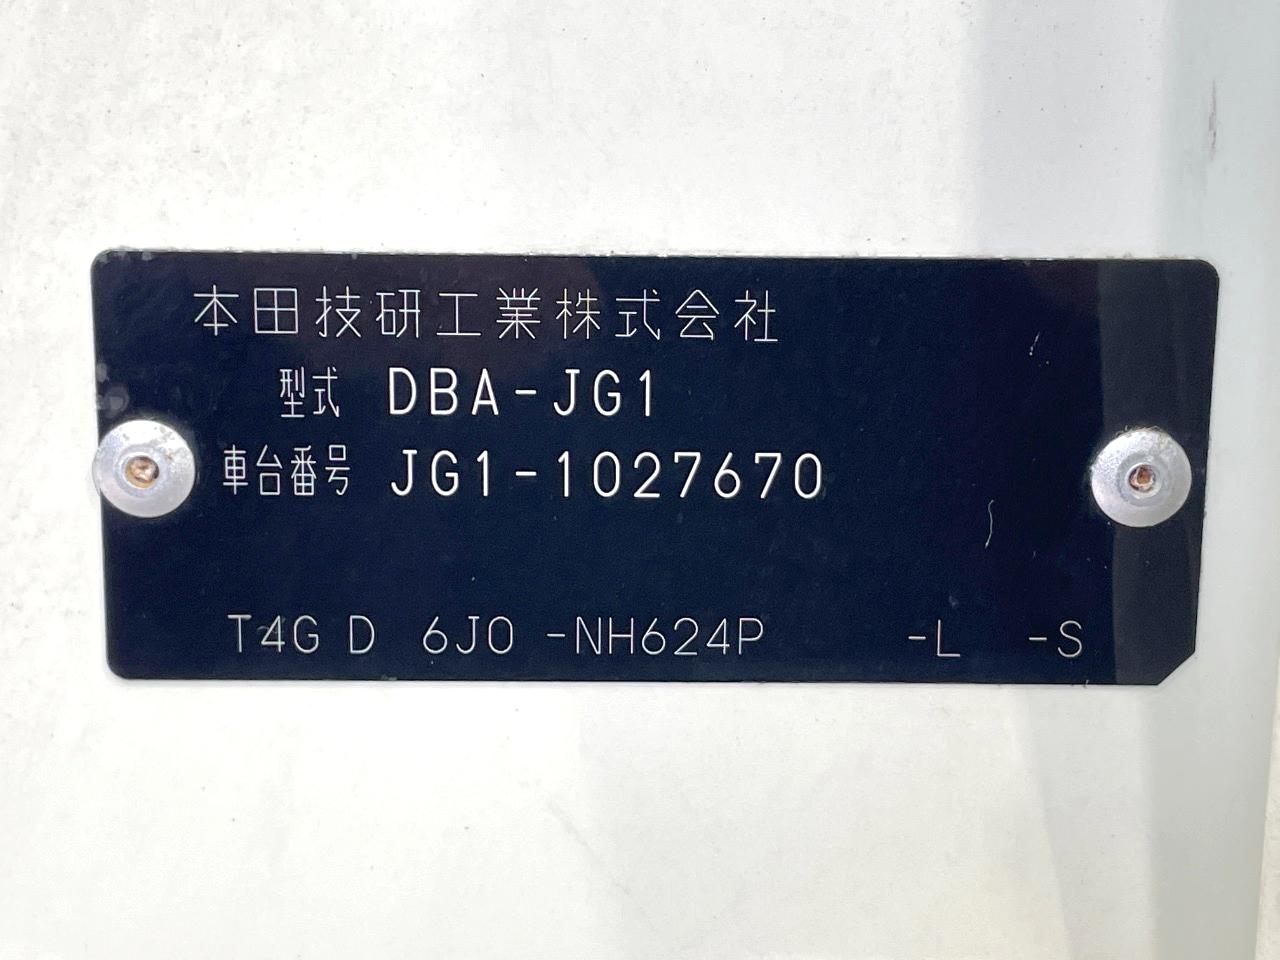 本田技研工業株式会社
型式 DBA-JG1
車台番号 JG1-1027670
T4G D 6J0 -NH624P -L -S